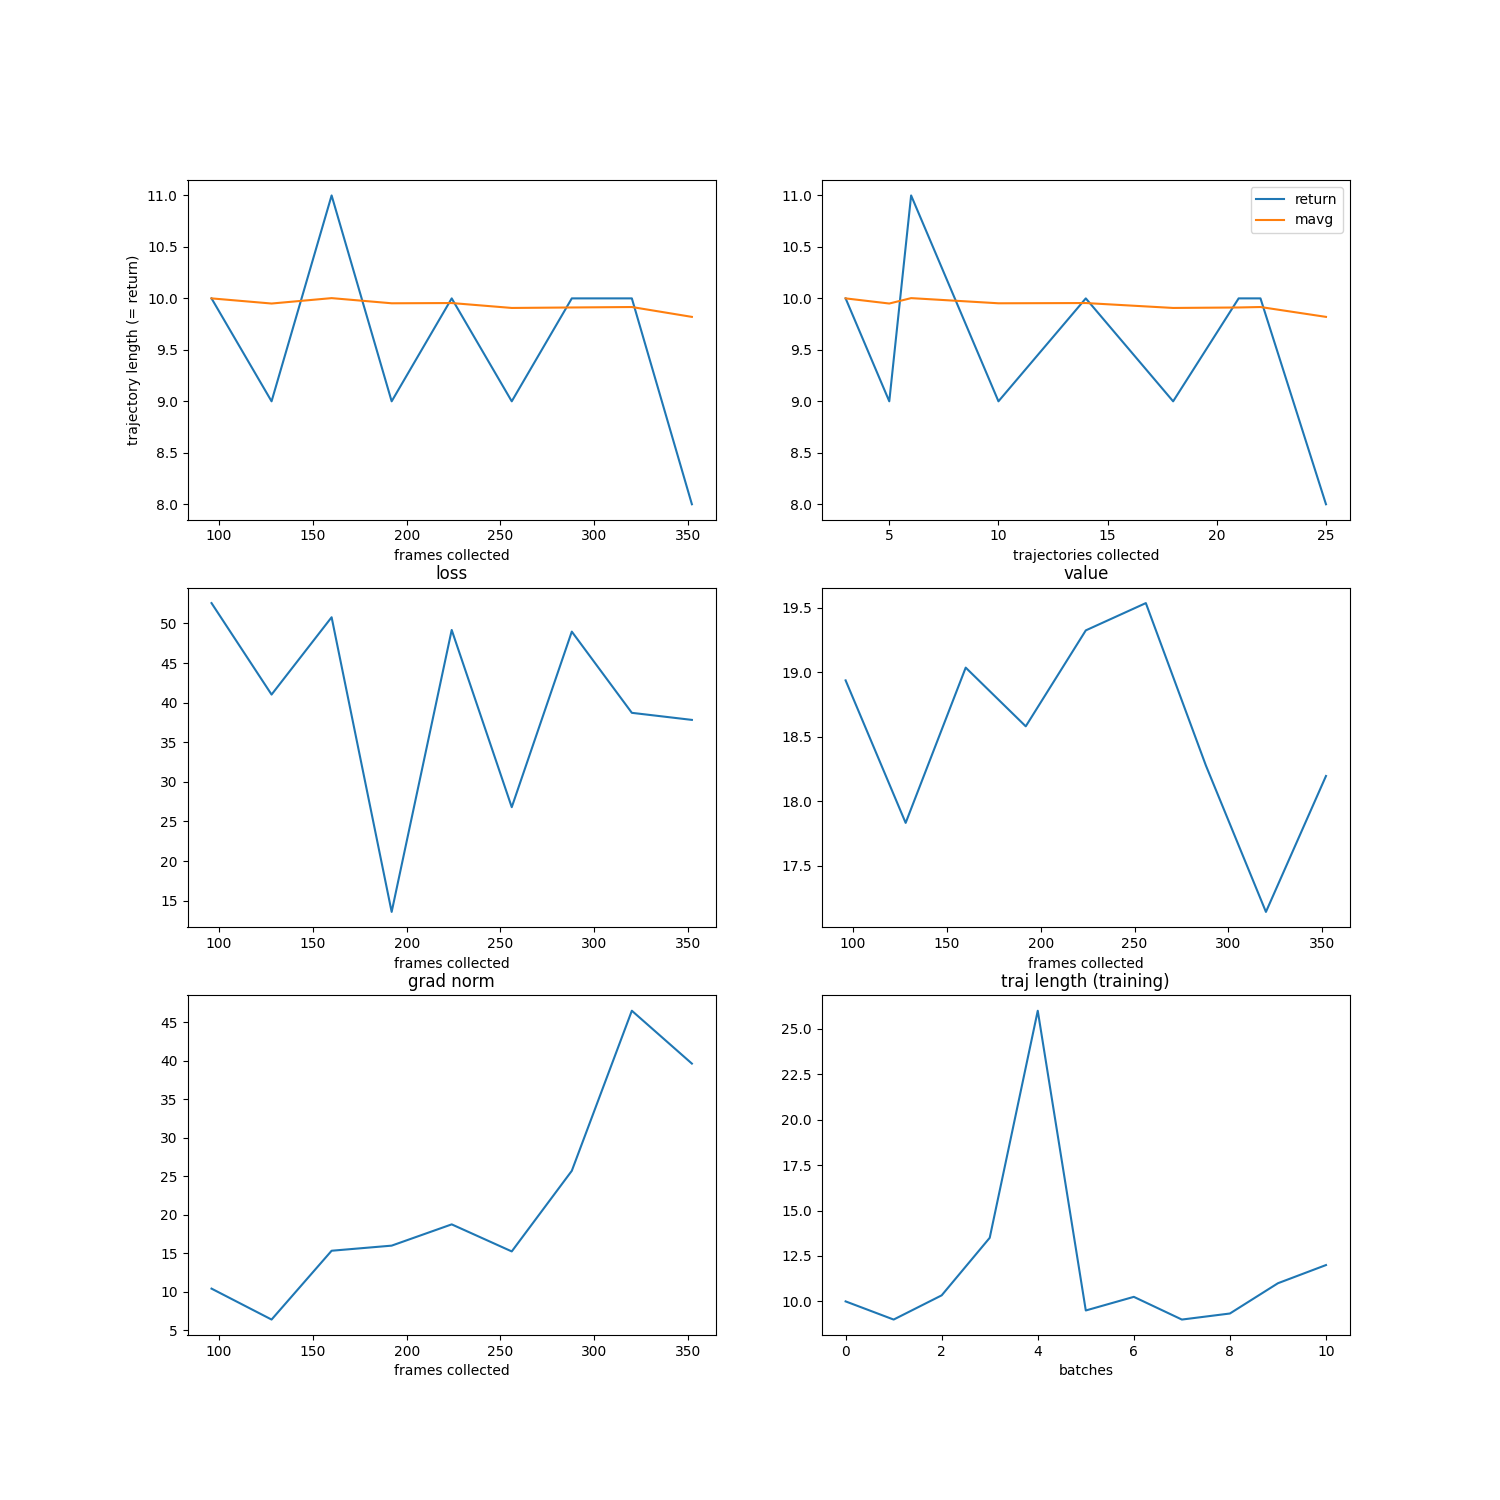 11.0
10.5
10.0
9.5
9.0
8.5
8.0
trajectory length (= return)
100 150 200 250 300 350
frames collected
11.0
10.5
10.0
9.5
9.0
8.5
8.0
return
mavg
5 10 15 20 25
trajectories collected
loss
50
45
40
35
30
25
20
15
100 150 200 250 300 350
frames collected
value
19.5
19.0
18.5
18.0
17.5
100 150 200 250 300 350
frames collected
grad norm
45
40
35
30
25
20
15
10
5
100 150 200 250 300 350
frames collected
traj length (training)
25.0
22.5
20.0
17.5
15.0
12.5
10.0
0 2 4 6 8 10
batches